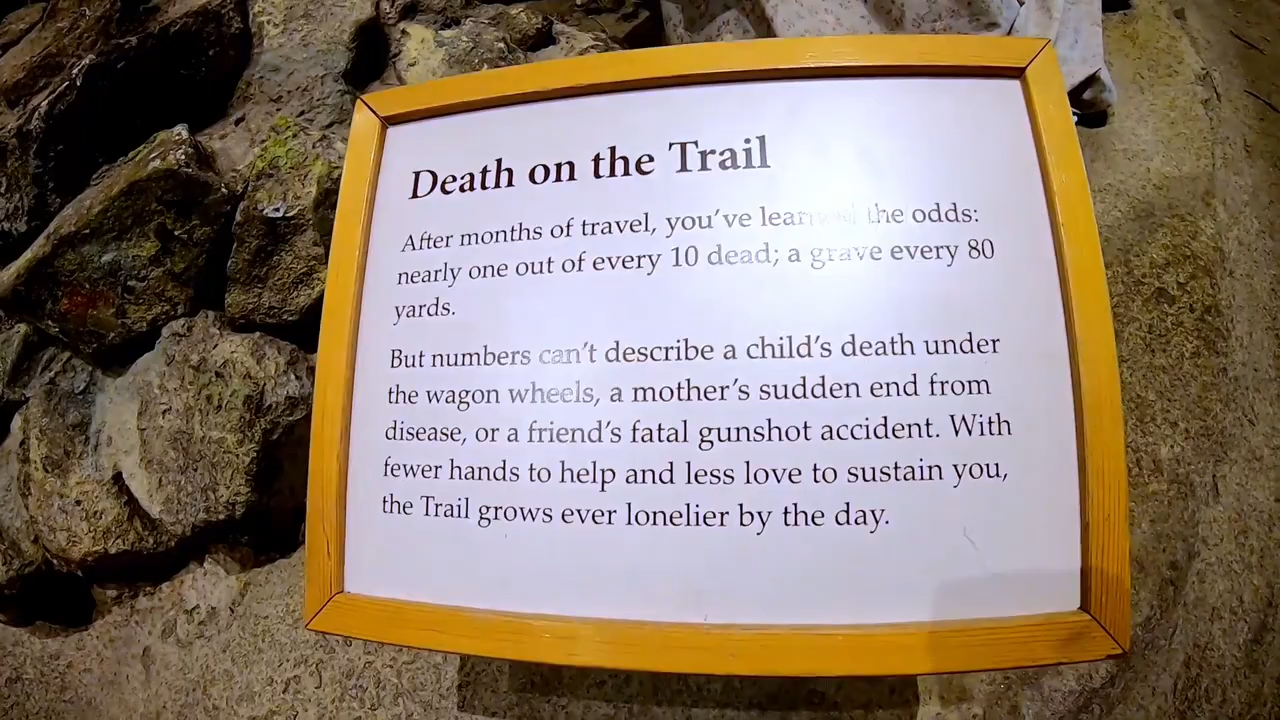 Death on the Trail
After months of travel, you've learned the odds:
nearly one out of every 10 dead; a grave every 80
yards.
But numbers can't describe a child's death under
the wagon wheels, a mother's sudden end from
disease, or a friend's fatal gunshot accident. With
fewer hands to help and less love to sustain you,
the Trail grows ever lonelier by the day.